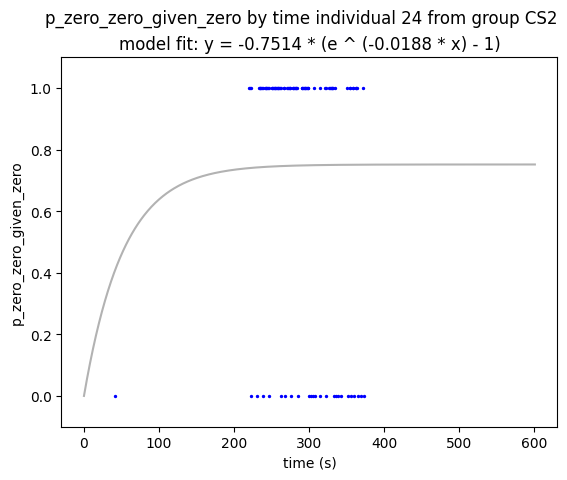 p_zero_zero_given_zero by time individual 24 from group CS2
model fit: y = -0.7514 * (e ^ (-0.0188 * x) - 1)
p_zero_zero_given_zero
1.0
0.8
0.6
0.4
0.2
0.0
0 100 200 300 400 500 600
time (s)